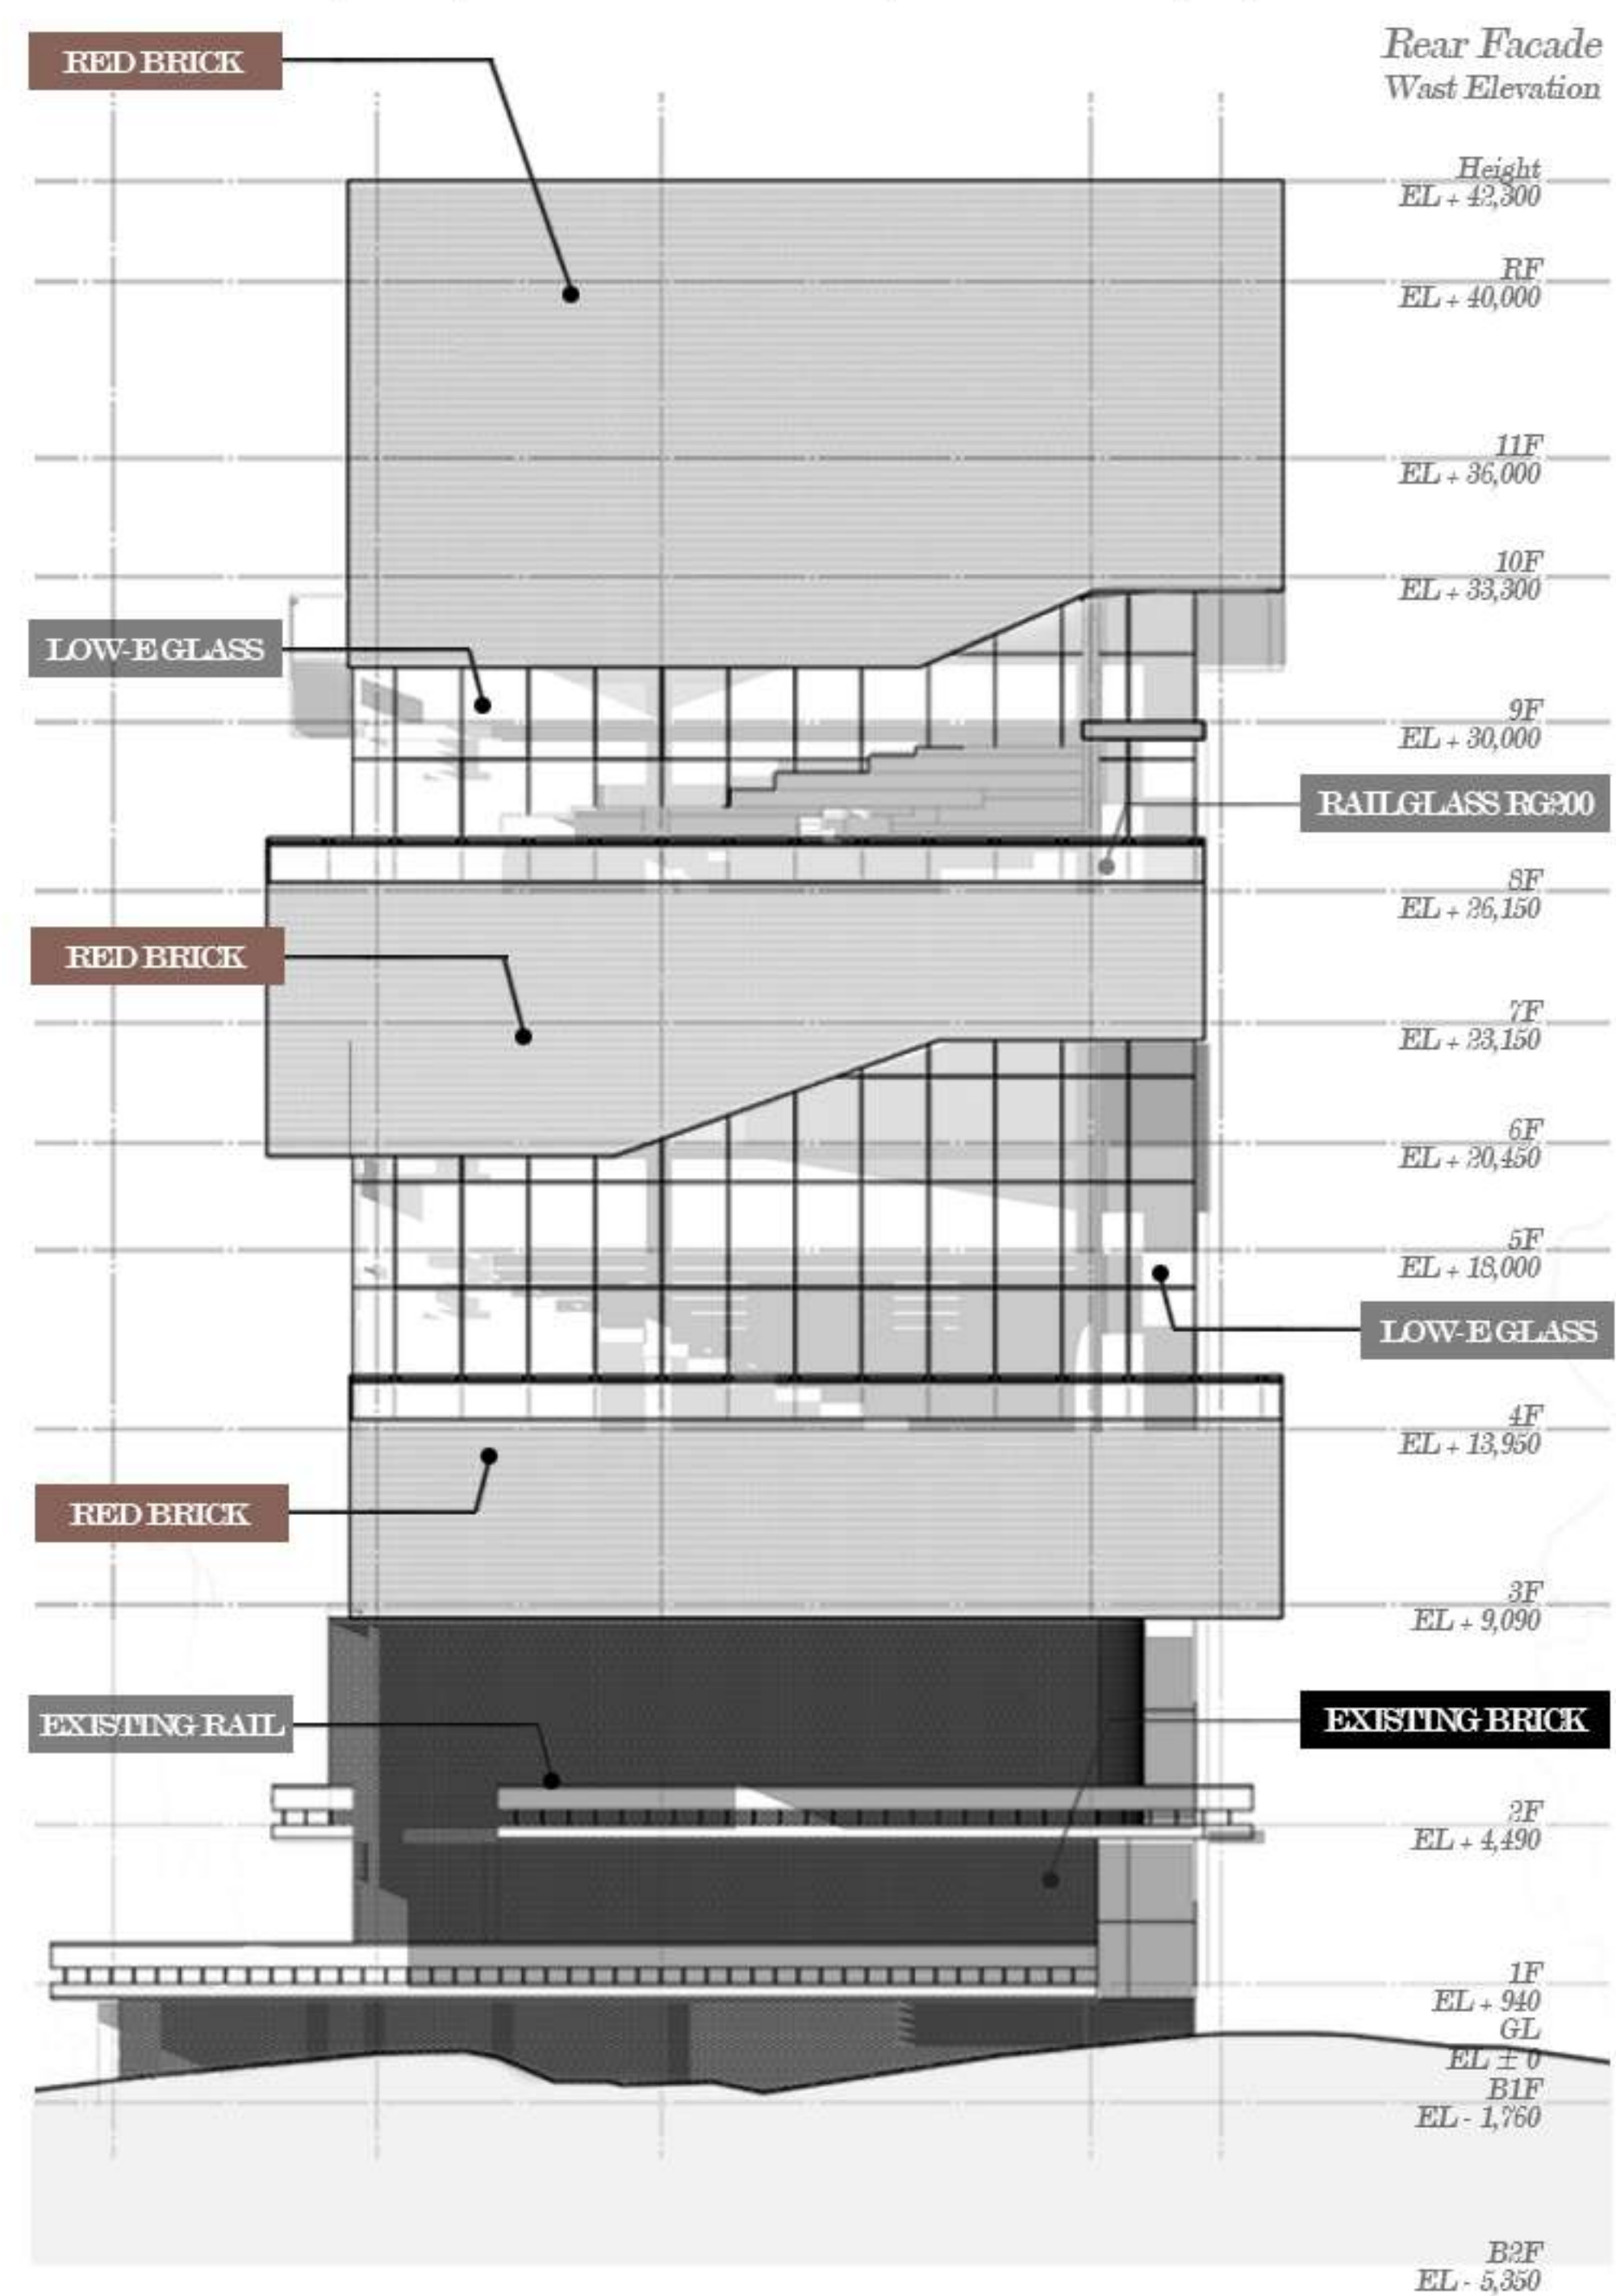 RED BRICK
Rear Facade
Wast Elevation
Height
EL + 42,300
RF
EL + 40,000
11F
EL + 36,000
10F
EL + 33,300
LOW-E GLASS
9F
EL + 30,000
RAILGLASS RG200
8F
EL + 26,150
RED BRICK
7F
EL + 23,150
6F
EL + 20,450
5F
EL + 18,000
LOW-E GLASS
4F
EL + 13,950
RED BRICK
3F
EL + 9,090
EXISTING RAIL
EXISTING BRICK
2F
EL + 4,490
1F
EL + 940
GL
EL ± 0
B1F
EL - 1,760
B2F
EL - 5,350